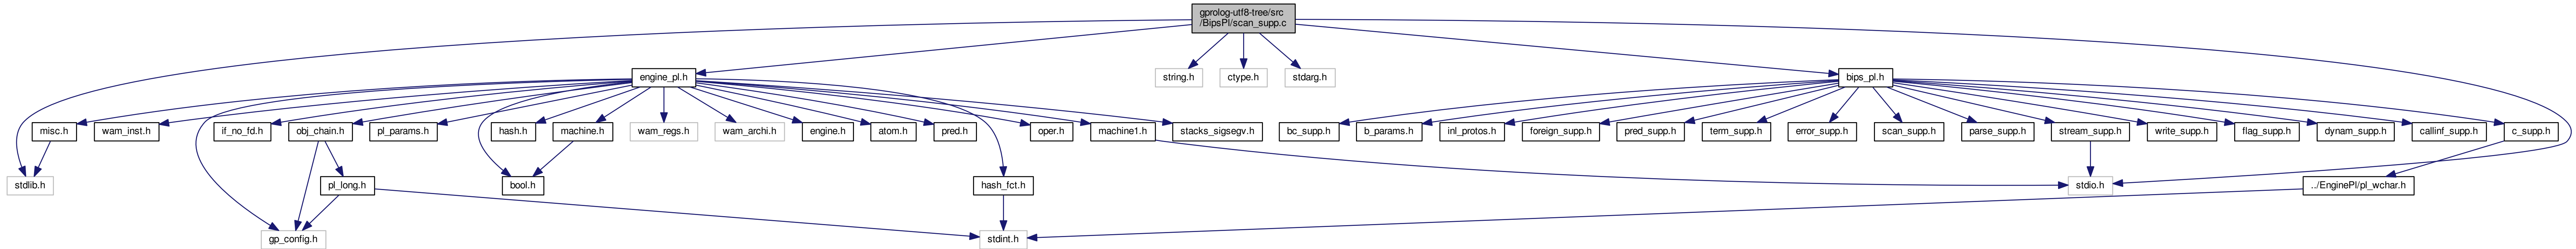 gprolog-utf8-tree/src
/BipsPl/scan_supp.c
engine_pl.h
string.h
ctype.h
stdarg.h
bips_pl.h
misc.h
wam_inst.h
if_no_fd.h
obj_chain.h
pl_params.h
hash.h
machine.h
wam_regs.h
wam_archi.h
engine.h
atom.h
pred.h
oper.h
machine1.h
stacks_sigsegv.h
bc_supp.h
b_params.h
inl_protos.h
foreign_supp.h
pred_supp.h
term_supp.h
error_supp.h
scan_supp.h
parse_supp.h
stream_supp.h
write_supp.h
flag_supp.h
dynam_supp.h
callinf_supp.h
c_supp.h
stdlib.h
pl_long.h
bool.h
hash_fct.h
stdio.h
../EnginePl/pl_wchar.h
gp_config.h
stdint.h